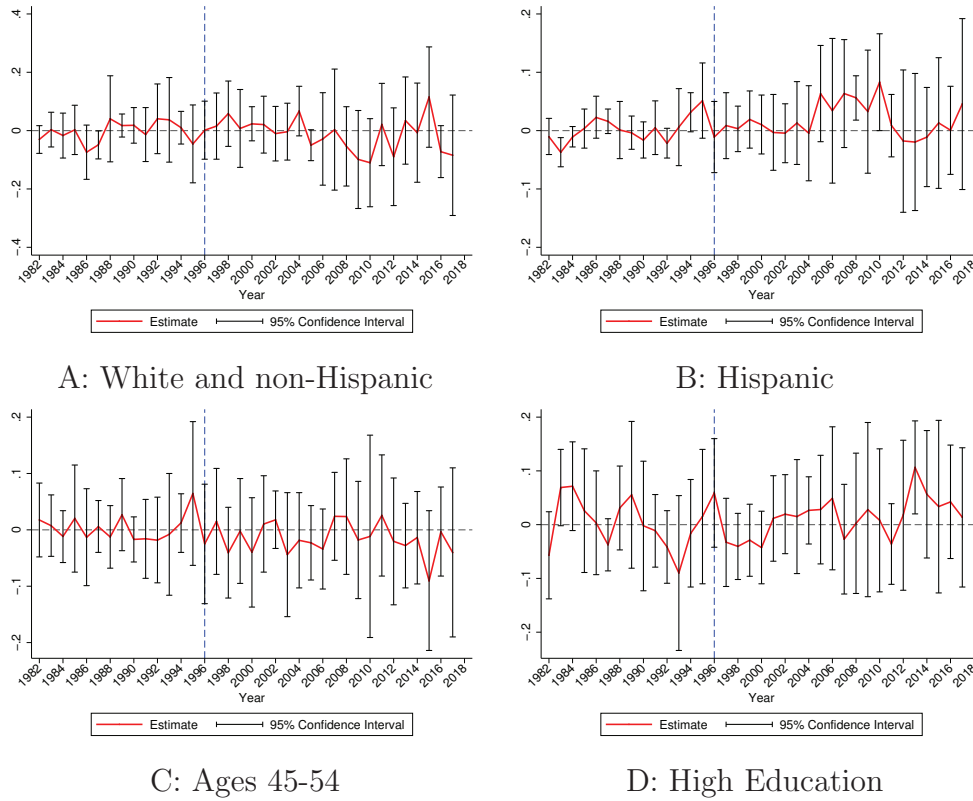 .4
.2
0
-.2
-.4
1982 1984 1986 1988 1990 1992 1994 1996 1998 2000 2002 2004 2006 2008 2010 2012 2014 2016 2018
Year
Estimate 95% Confidence Interval
A: White and non-Hispanic
.2
.1
0
-.1
-.2
1982 1984 1986 1988 1990 1992 1994 1996 1998 2000 2002 2004 2006 2008 2010 2012 2014 2016 2018
Year
Estimate 95% Confidence Interval
B: Hispanic
.2
.1
0
-.1
-.2
1982 1984 1986 1988 1990 1992 1994 1996 1998 2000 2002 2004 2006 2008 2010 2012 2014 2016 2018
Year
Estimate 95% Confidence Interval
C: Ages 45-54
.2
.1
0
-.1
-.2
1982 1984 1986 1988 1990 1992 1994 1996 1998 2000 2002 2004 2006 2008 2010 2012 2014 2016 2018
Year
Estimate 95% Confidence Interval
D: High Education